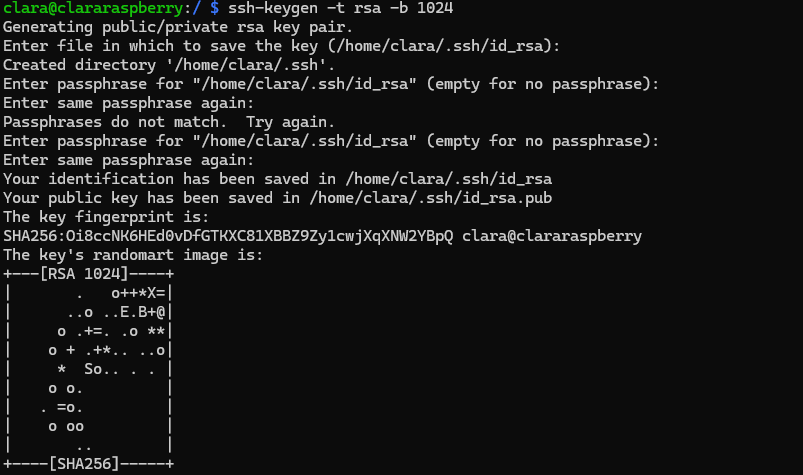 clara@clararaspberry:/ $ ssh-keygen -t rsa -b 1024
Generating public/private rsa key pair.
Enter file in which to save the key (/home/clara/.ssh/id_rsa):
Created directory '/home/clara/.ssh'.
Enter passphrase for "/home/clara/.ssh/id_rsa" (empty for no passphrase):
Enter same passphrase again:
Passphrases do not match.  Try again.
Enter passphrase for "/home/clara/.ssh/id_rsa" (empty for no passphrase):
Enter same passphrase again:
Your identification has been saved in /home/clara/.ssh/id_rsa
Your public key has been saved in /home/clara/.ssh/id_rsa.pub
The key fingerprint is:
SHA256:Oi8ccNK6HEd0vDfGTKXC81XBBZ9Zy1cwjXqXNW2YBpQ clara@clararaspberry
The key's randomart image is:
+---[RSA 1024]----+
|       .   o++*X=|
|      ..o ..E.B+@|
|     o .+=. .o **|
|    o + .+*.. ..o|
|     *  So.. . . |
|    o o.         |
|   . =o.         |
|    o oo         |
|       ..        |
+----[SHA256]-----+